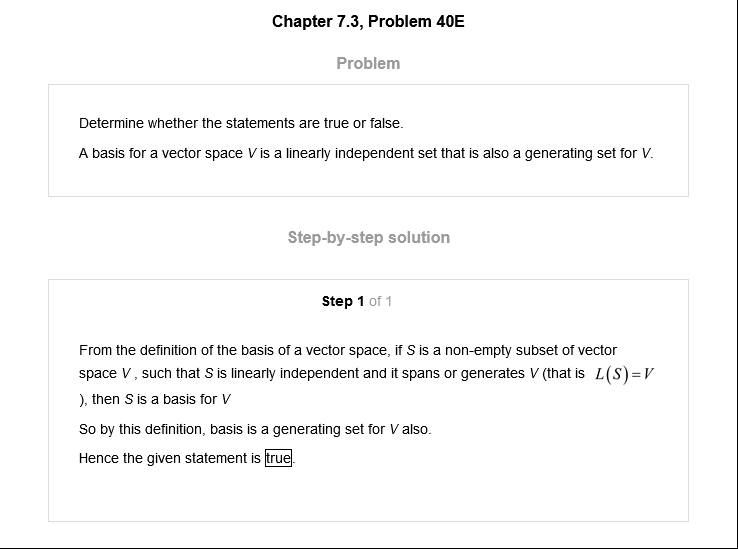 Chapter 7.3, Problem 40E
Problem
Determine whether the statements are true or false.
A basis for a vector space V is a linearly independent set that is also a generating set for V.
Step-by-step solution
Step 1 of 1
From the definition of the basis of a vector space, if S is a non-empty subset of vector
space V , such that S is linearly independent and it spans or generates V (that is L(S)=V
), then S is a basis for V
So by this definition, basis is a generating set for V also.
Hence the given statement is true.